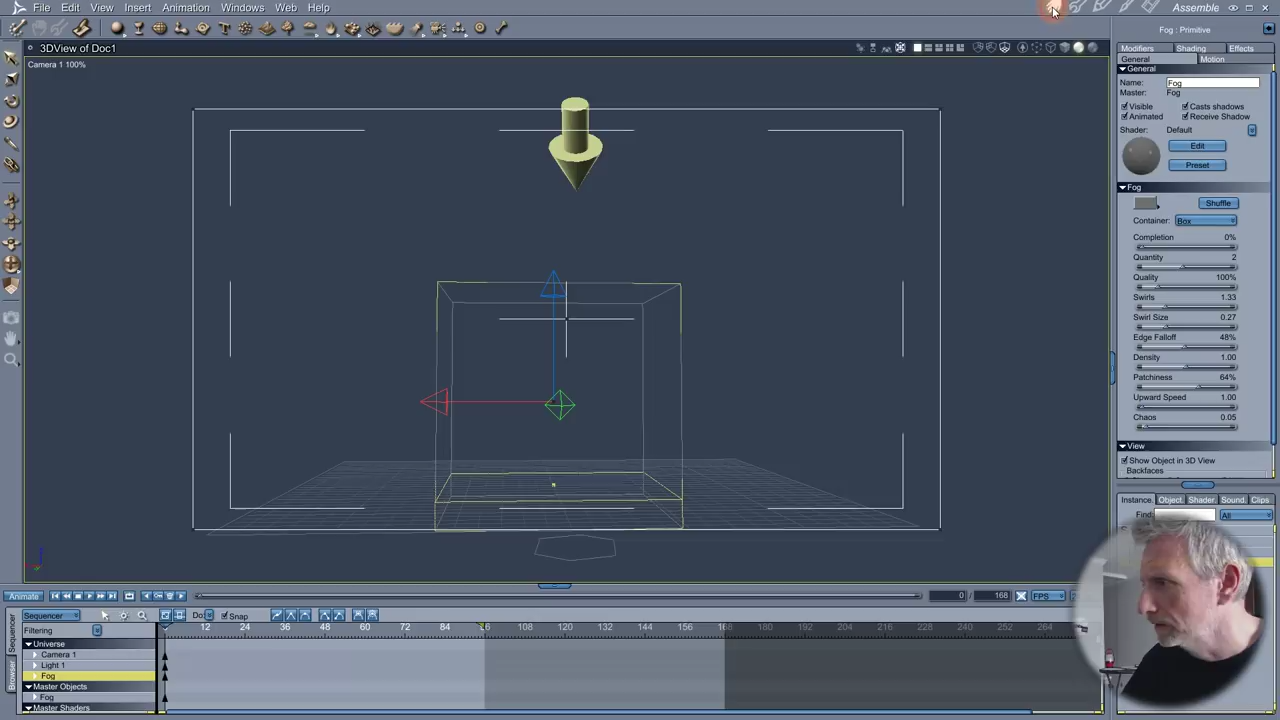 File Edit View Insert Animation Windows Web Help
Assemble
3DView of Doc1
Camera 1 100%
Fog : Primitive
Modifiers Shading Effects
General Motion
General
Name: Fog
Master: Fog
Visible Casts shadows
Animated Receive Shadow
Shader: Default
Edit
Preset
Fog
Shuffle
Container: Box
Completion 0%
Quantity 2
Quality 100%
Swirls 1.33
Swirl Size 0.27
Edge Falloff 48%
Density 1.00
Patchiness 64%
Upward Speed 1.00
Chaos 0.05
View
Show Object in 3D View
Backfaces
Instance. Object. Shader. Sound. Clips
Find: All
Animate 0 / 168 FPS
Sequencer Snap
Filtering 12 24 36 48 60 72 84 96 108 120 132 144 156 168 180 192 204 216 228 240 264
Universe
Camera 1
Light 1
Fog
Master Objects
Fog
Master Shaders
Sequencer
Browser